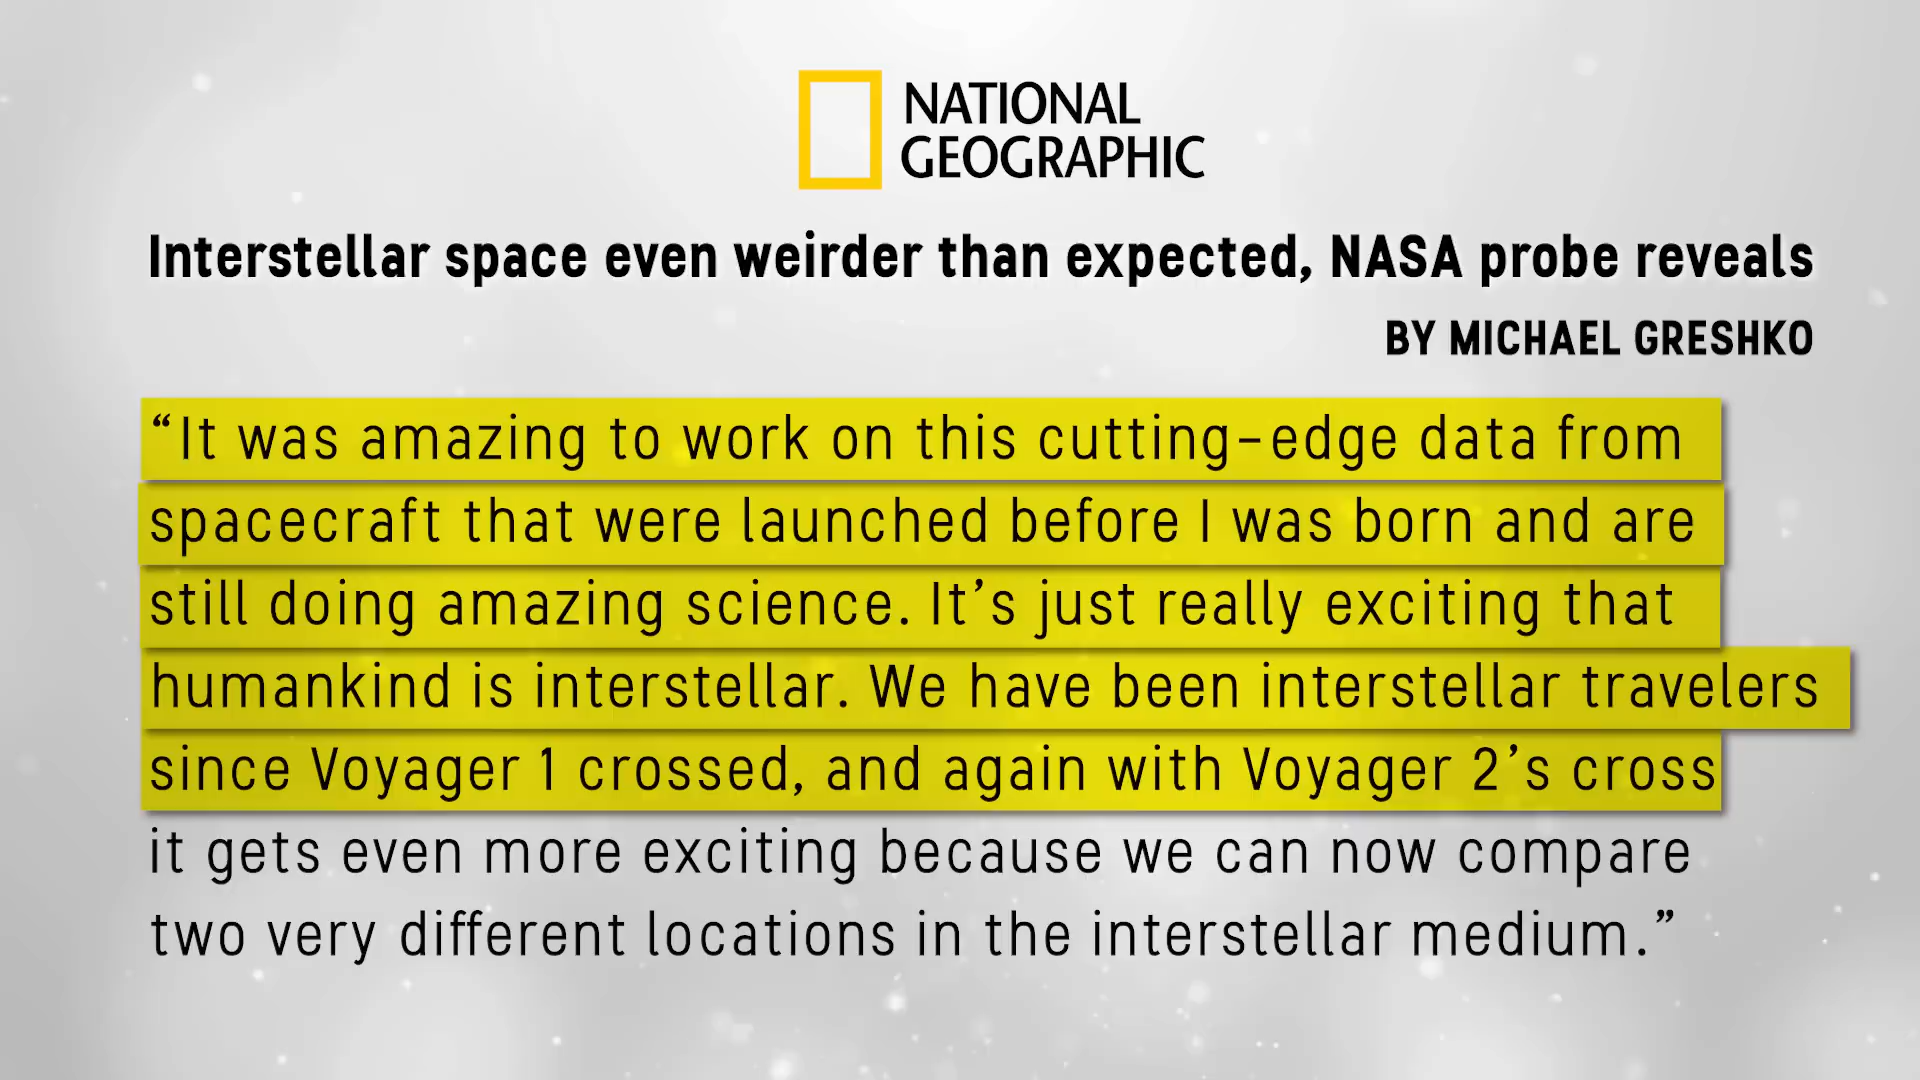 NATIONAL
GEOGRAPHIC
Interstellar space even weirder than expected, NASA probe reveals
BY MICHAEL GRESHKO
“It was amazing to work on this cutting-edge data from
spacecraft that were launched before I was born and are
still doing amazing science. It’s just really exciting that
humankind is interstellar. We have been interstellar travelers
since Voyager 1 crossed, and again with Voyager 2’s cross
it gets even more exciting because we can now compare
two very different locations in the interstellar medium.”